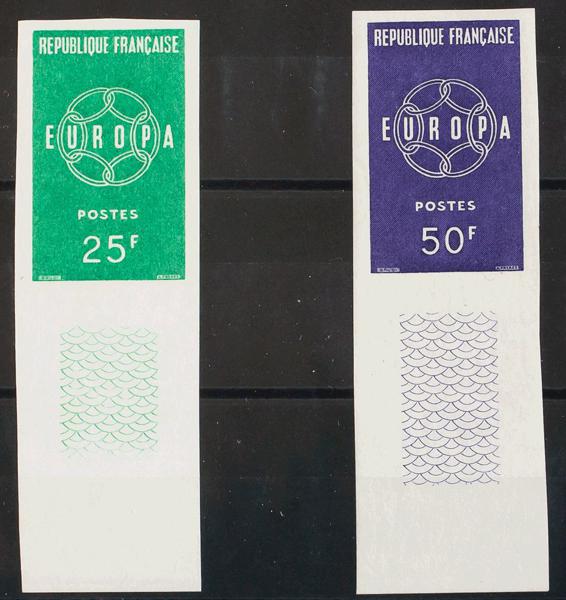 REPUBLIQUE FRANÇAISE
EUROPA
POSTES
25F
REPUBLIQUE FRANÇAISE
EUROPA
POSTES
50F